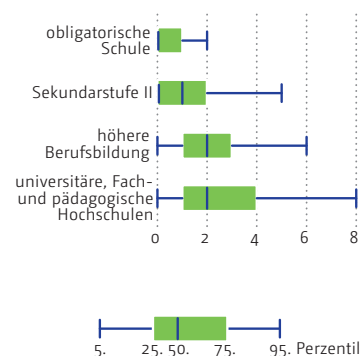 obligatorische
Schule
Sekundarstufe II
höhere
Berufsbildung
universitäre, Fach-
und pädagogische
Hochschulen
0 2 4 6 8
5. 25. 50. 75. 95. Perzentil